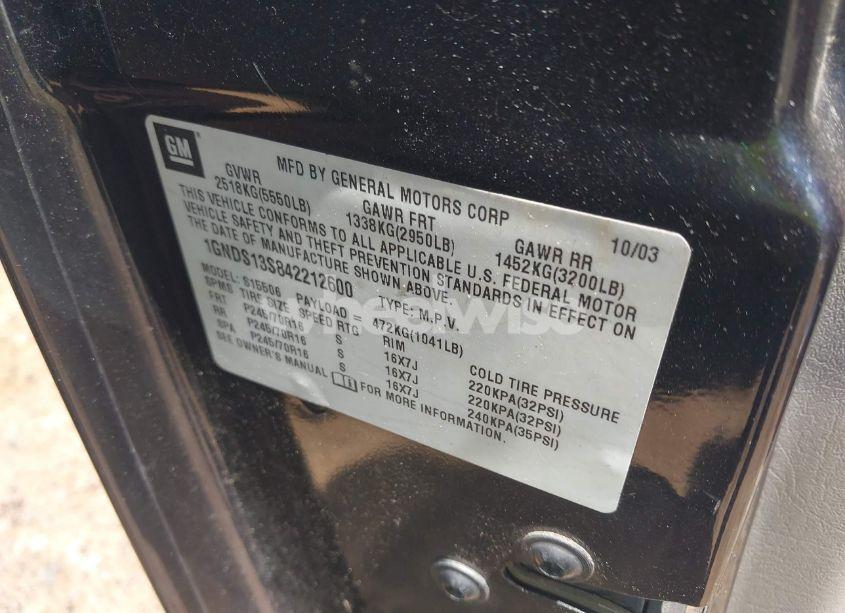 GM
MFD BY GENERAL MOTORS CORP
10/03
GVWR GAWR FRT GAWR RR
2518KG(5550LB) 1338KG(2950LB) 1452KG(3200LB)
THIS VEHICLE CONFORMS TO ALL APPLICABLE U.S. FEDERAL MOTOR
VEHICLE SAFETY AND THEFT PREVENTION STANDARDS IN EFFECT ON
THE DATE OF MANUFACTURE SHOWN ABOVE.
1GNDS13S842212600 TYPE: M.P.V.
MODEL: S15506 PAYLOAD = 472KG(1041LB)
SPMS TIRE SIZE SPEED RTG RIM COLD TIRE PRESSURE
FRT P245/70R16 S 16X7J 220KPA(32PSI)
RR P245/70R16 S 16X7J 220KPA(32PSI)
SPA P245/70R16 S 16X7J 240KPA(35PSI)
SEE OWNER'S MANUAL FOR MORE INFORMATION.